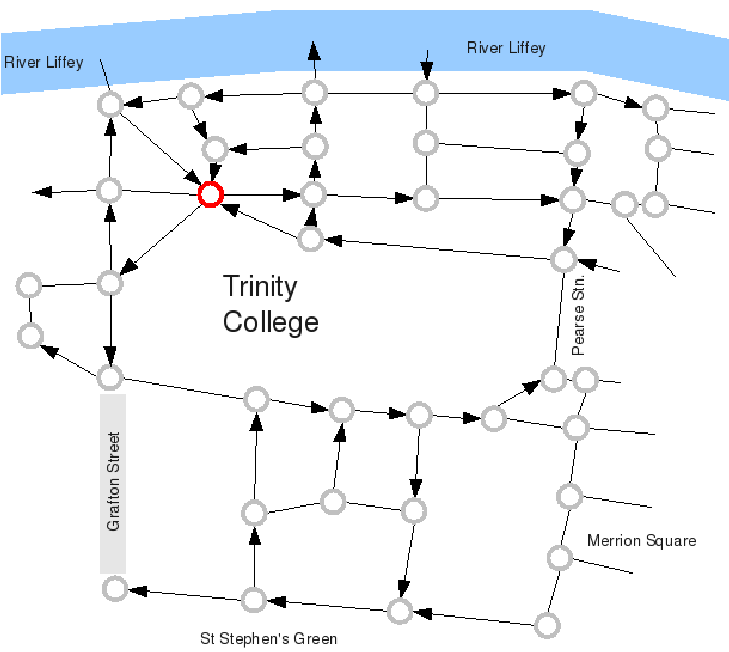 River Liffey
River Liffey
Trinity
College
Pearse Stn.
Grafton Street
Merrion Square
St Stephen's Green